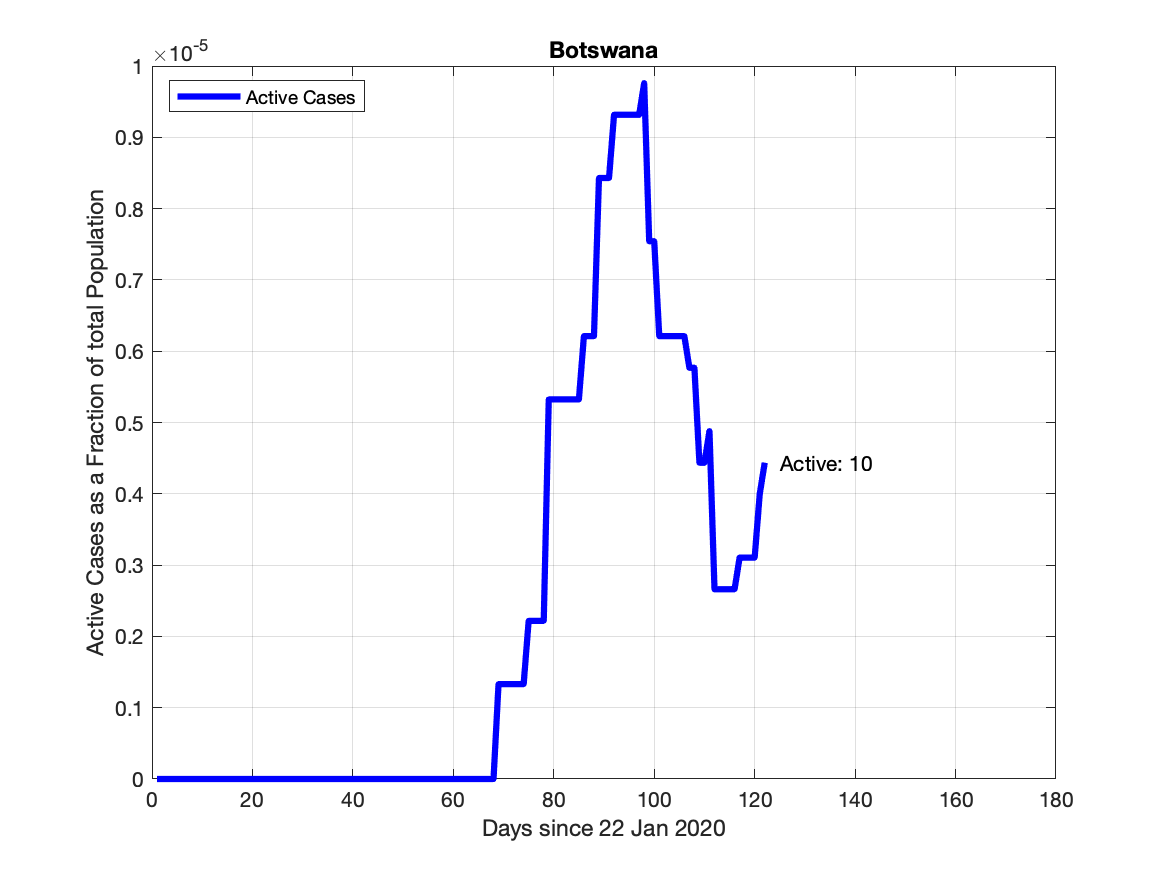 Botswana
×10-5
Active Cases
1
0.9
0.8
0.7
0.6
0.5
0.4
0.3
0.2
0.1
0
Active Cases as a Fraction of total Population
Active: 10
0 20 40 60 80 100 120 140 160 180
Days since 22 Jan 2020